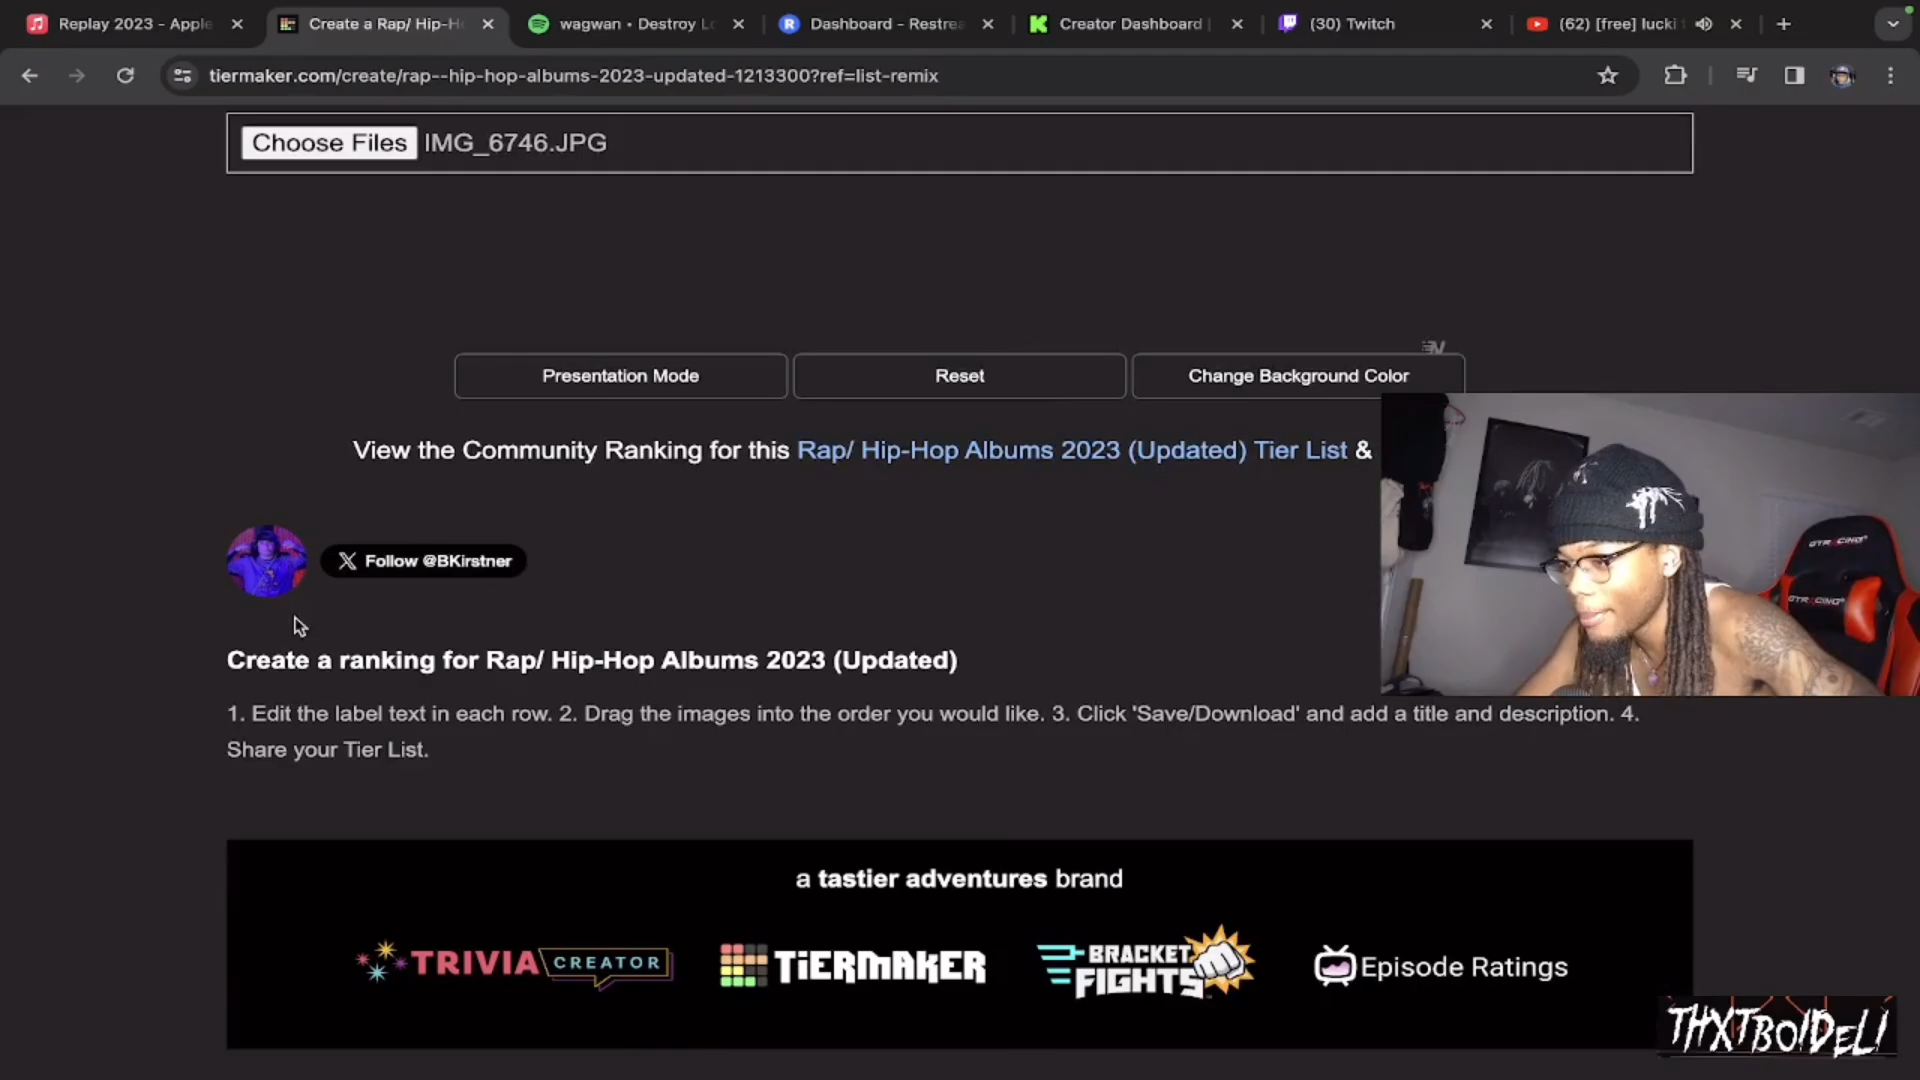 Replay 2023 - Apple
Create a Rap/ Hip-H
wagwan • Destroy Lo
Dashboard - Restrea
Creator Dashboard |
(30) Twitch
(62) [free] lucki
tiermaker.com/create/rap--hip-hop-albums-2023-updated-1213300?ref=list-remix
Choose Files IMG_6746.JPG
Presentation Mode
Reset
Change Background Color
View the Community Ranking for this Rap/ Hip-Hop Albums 2023 (Updated) Tier List &
Follow @BKirstner
GTRACING
GTRACING
Create a ranking for Rap/ Hip-Hop Albums 2023 (Updated)
1. Edit the label text in each row. 2. Drag the images into the order you would like. 3. Click 'Save/Download' and add a title and description. 4.
Share your Tier List.
a tastier adventures brand
TRIVIA CREATOR
TiERMAKER
BRACKET
FIGHTS
Episode Ratings
THXTBOIDELI